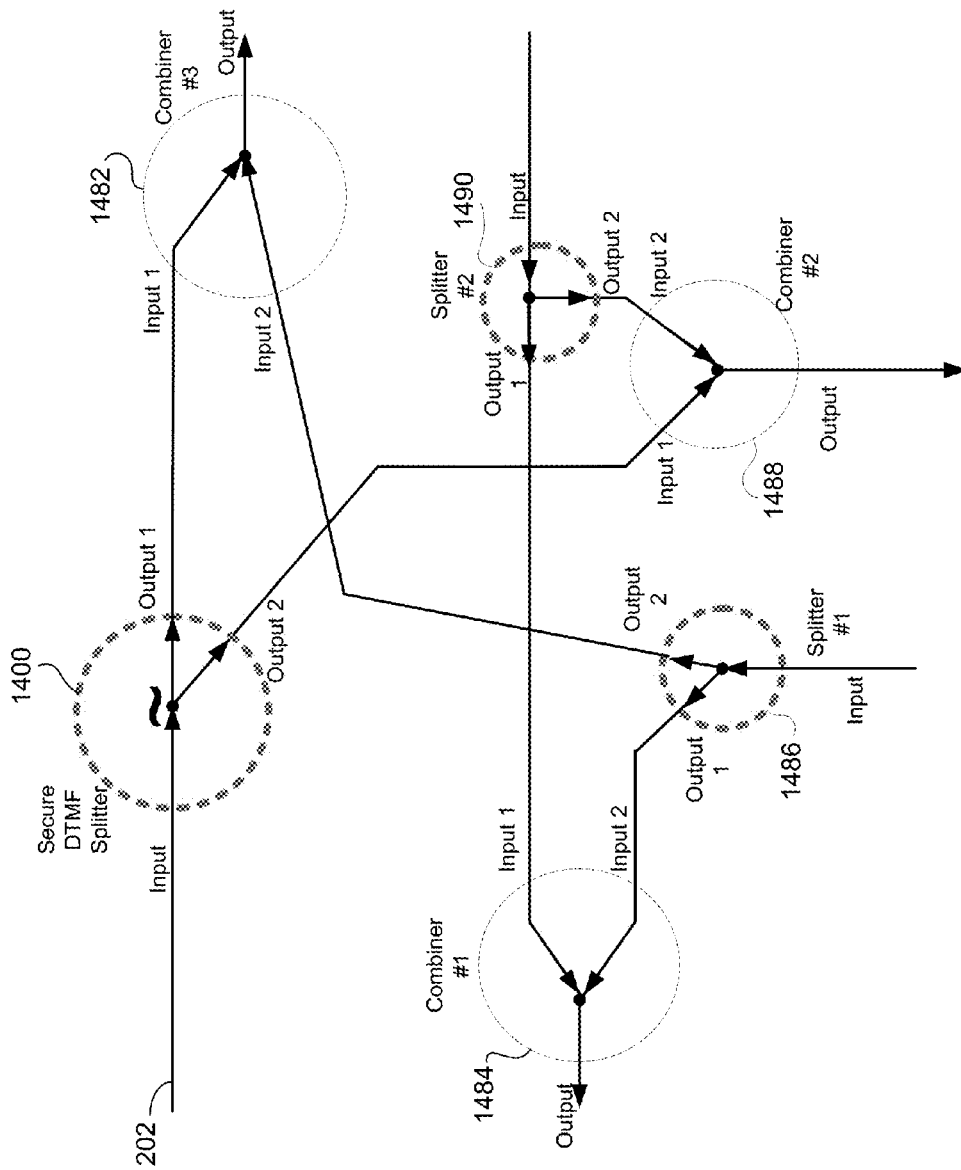 202
Input
Secure
DTMF
Splitter
1400
Output 1
Output 2
Input 1
Input 2
1482
Combiner
#3
Output
Combiner
#1
1484
Output
Input 1
Input 2
Output
1
Output
2
1486
Input
Splitter
#1
Splitter
#2
1490
Input
Output
1
Output 2
Input 2
Input 1
1488
Output
Combiner
#2